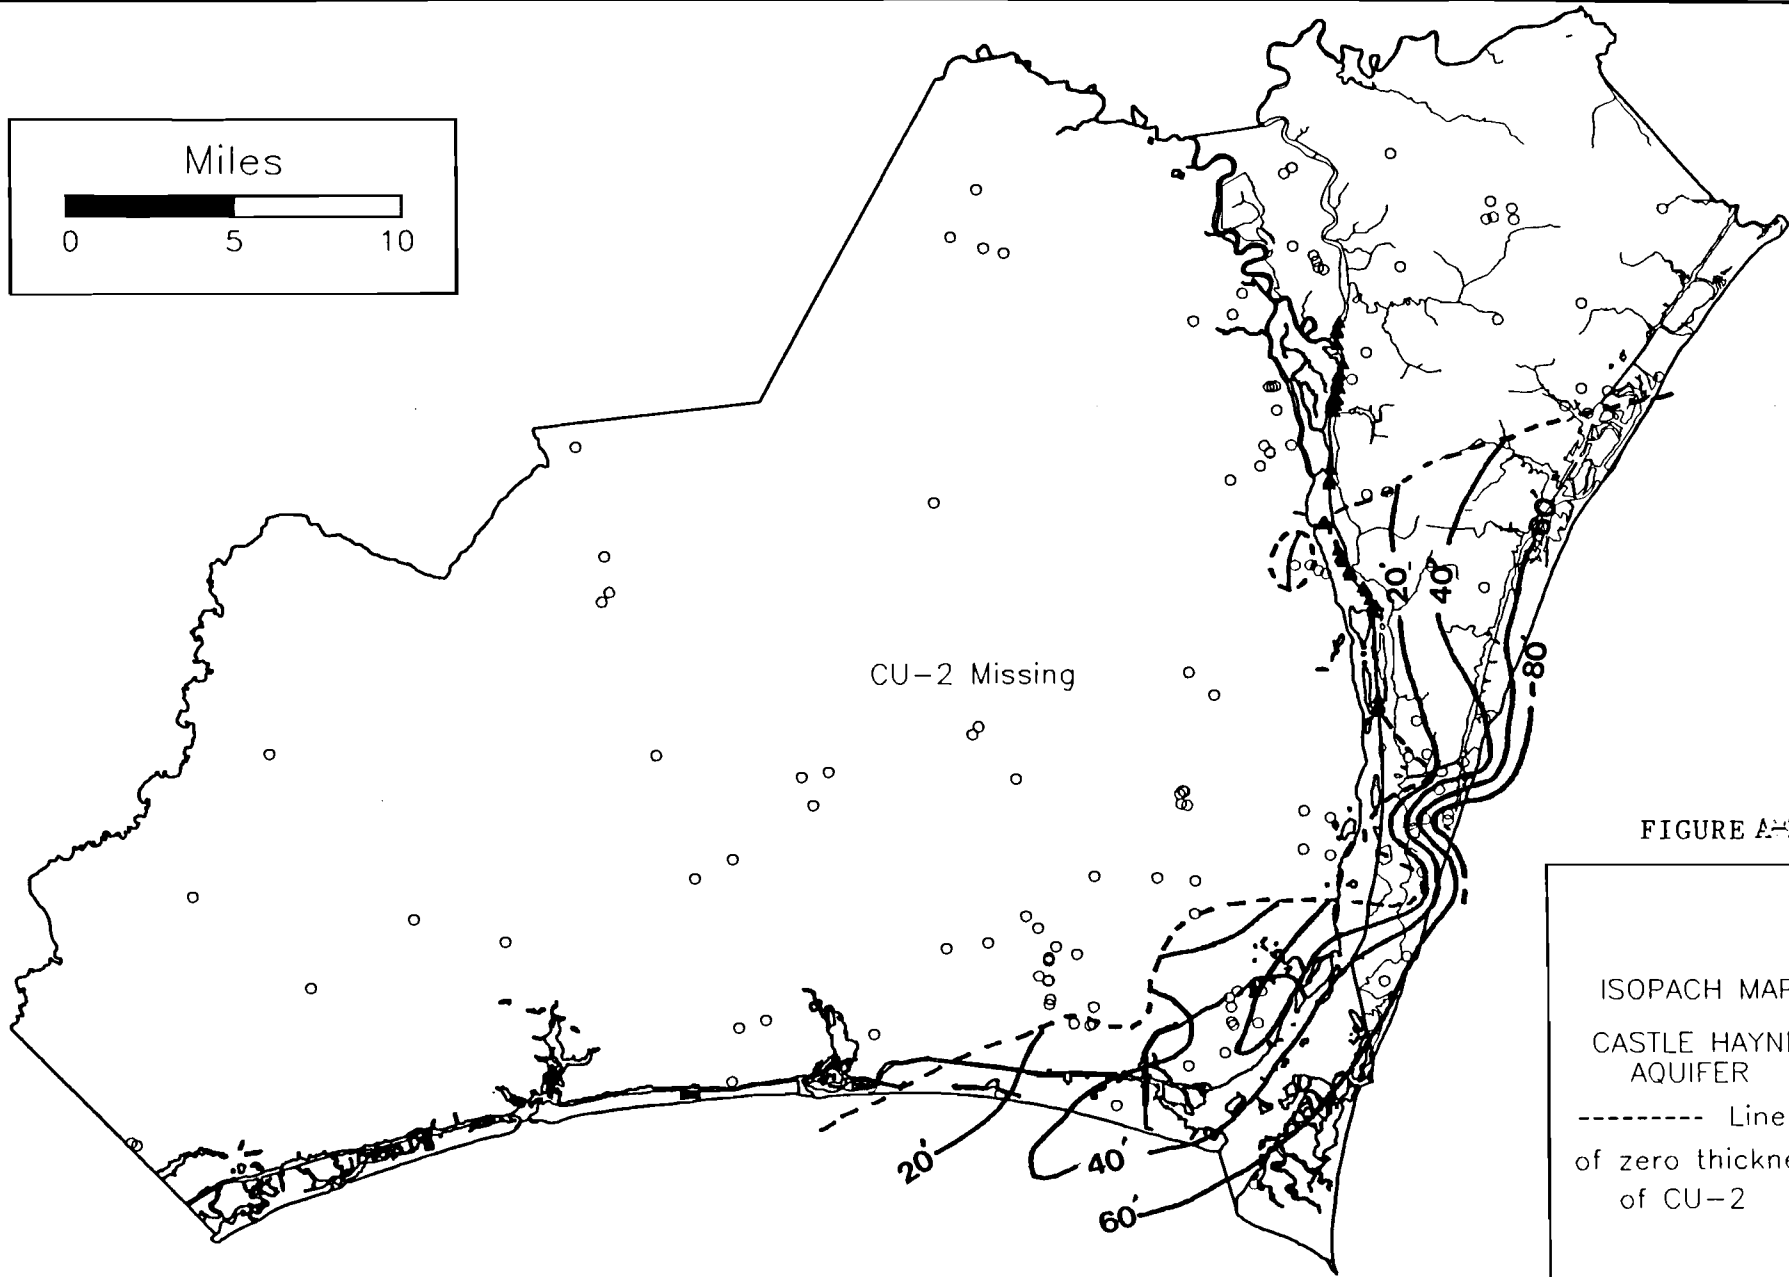 Miles
0 5 10
20'
40'
60'
80'
CU-2 Missing
FIGURE
ISOPACH MAP
CASTLE HAYN
AQUIFER
--------- Line
of zero thickne
of CU-2
20'
40'
60'